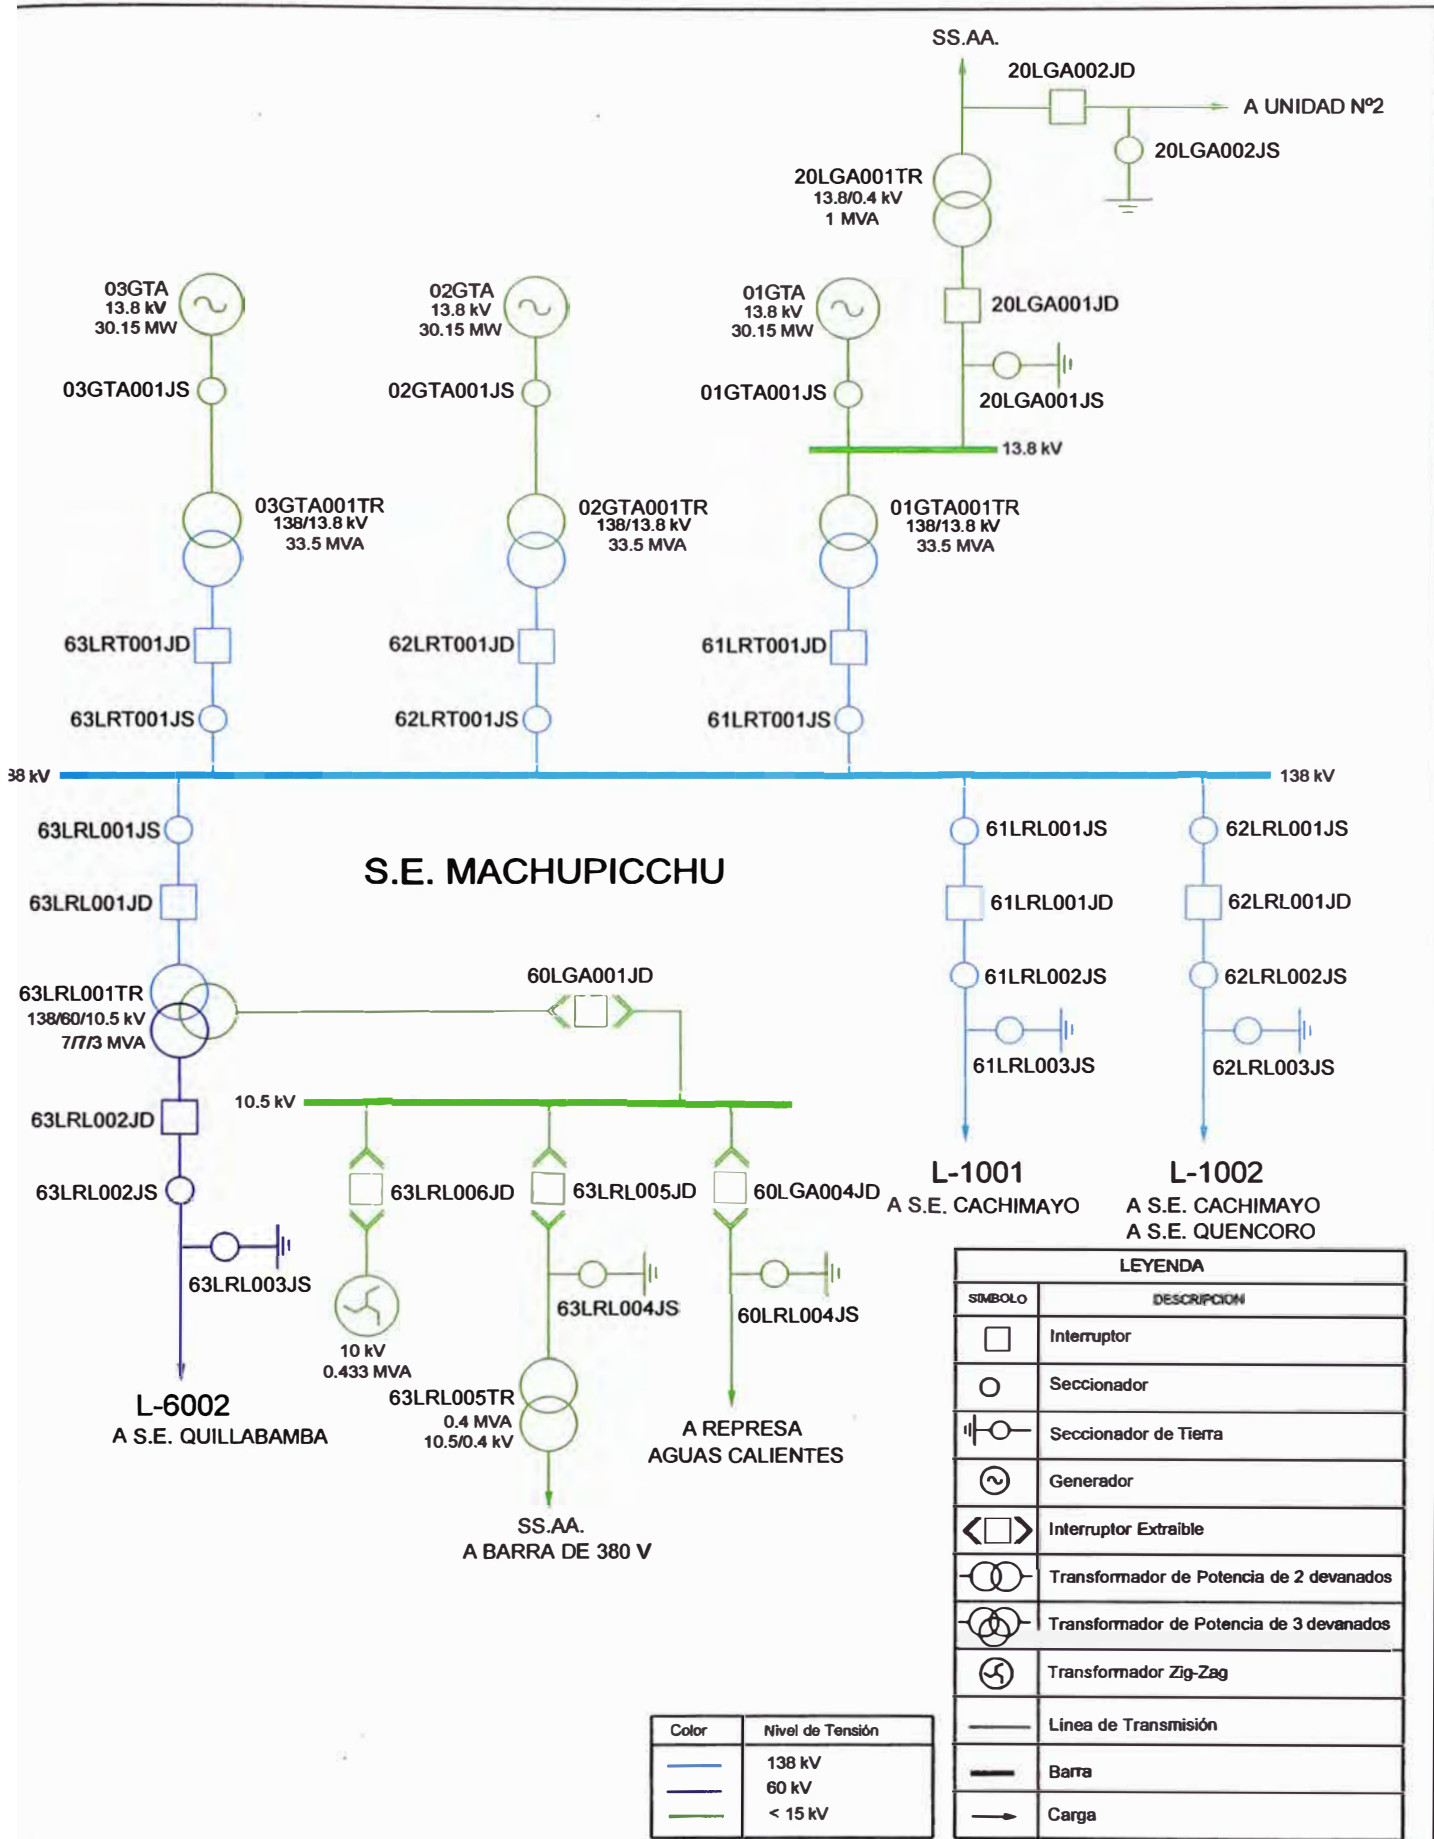 SS.AA.
20LGA002JD
A UNIDAD Nº2
20LGA002JS
20LGA001TR
13.8/0.4 kV
1 MVA
20LGA001JD
20LGA001JS
03GTA
13.8 kV
30.15 MW
02GTA
13.8 kV
30.15 MW
01GTA
13.8 kV
30.15 MW
03GTA001JS
02GTA001JS
01GTA001JS
13.8 kV
03GTA001TR
138/13.8 kV
33.5 MVA
02GTA001TR
138/13.8 kV
33.5 MVA
01GTA001TR
138/13.8 kV
33.5 MVA
63LRT001JD
62LRT001JD
61LRT001JD
63LRT001JS
62LRT001JS
61LRT001JS
38 kV
138 kV
63LRL001JS
61LRL001JS
62LRL001JS
S.E. MACHUPICCHU
63LRL001JD
61LRL001JD
62LRL001JD
60LGA001JD
61LRL002JS
62LRL002JS
63LRL001TR
138/60/10.5 kV
7/7/3 MVA
61LRL003JS
62LRL003JS
10.5 kV
63LRL002JD
63LRL002JS
63LRL006JD
63LRL005JD
60LGA004JD
L-1001
A S.E. CACHIMAYO
L-1002
A S.E. CACHIMAYO
A S.E. QUENCORO
63LRL003JS
63LRL004JS
60LRL004JS
10 kV
0.433 MVA
L-6002
A S.E. QUILLABAMBA
63LRL005TR
0.4 MVA
10.5/0.4 kV
A REPRESA
AGUAS CALIENTES
SS.AA.
A BARRA DE 380 V
LEYENDA
SIMBOLO DESCRIPCION
Interruptor
Seccionador
Seccionador de Tierra
Generador
Interruptor Extraible
Transformador de Potencia de 2 devanados
Transformador de Potencia de 3 devanados
Transformador Zig-Zag
Linea de Transmisión
Barra
Carga
Color Nivel de Tensión
138 kV
60 kV
< 15 kV